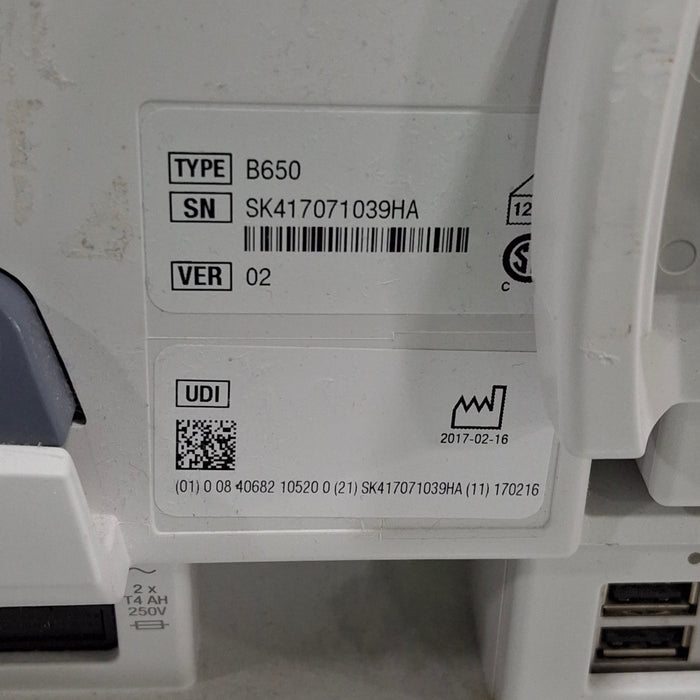 TYPE B650
SN SK417071039HA
12
C
VER 02
UDI
2017-02-16
(01) 0 08 40682 10520 0 (21) SK417071039HA (11) 170216
2 x
T4 AH
250V